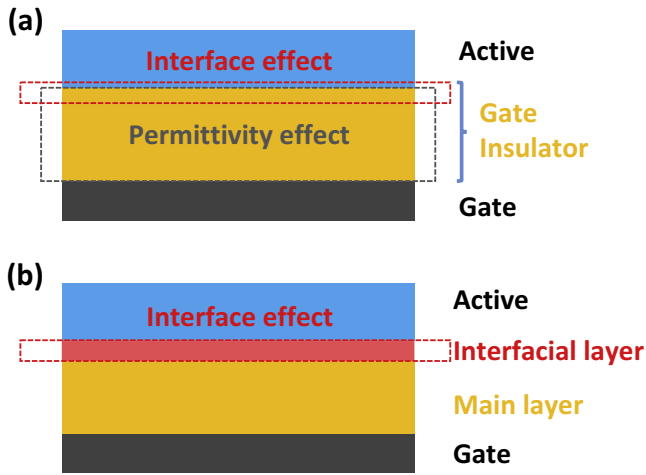 (a)
Active
Interface effect
Permittivity effect
Gate
Insulator
Gate
(b)
Active
Interface effect
Interfacial layer
Main layer
Gate